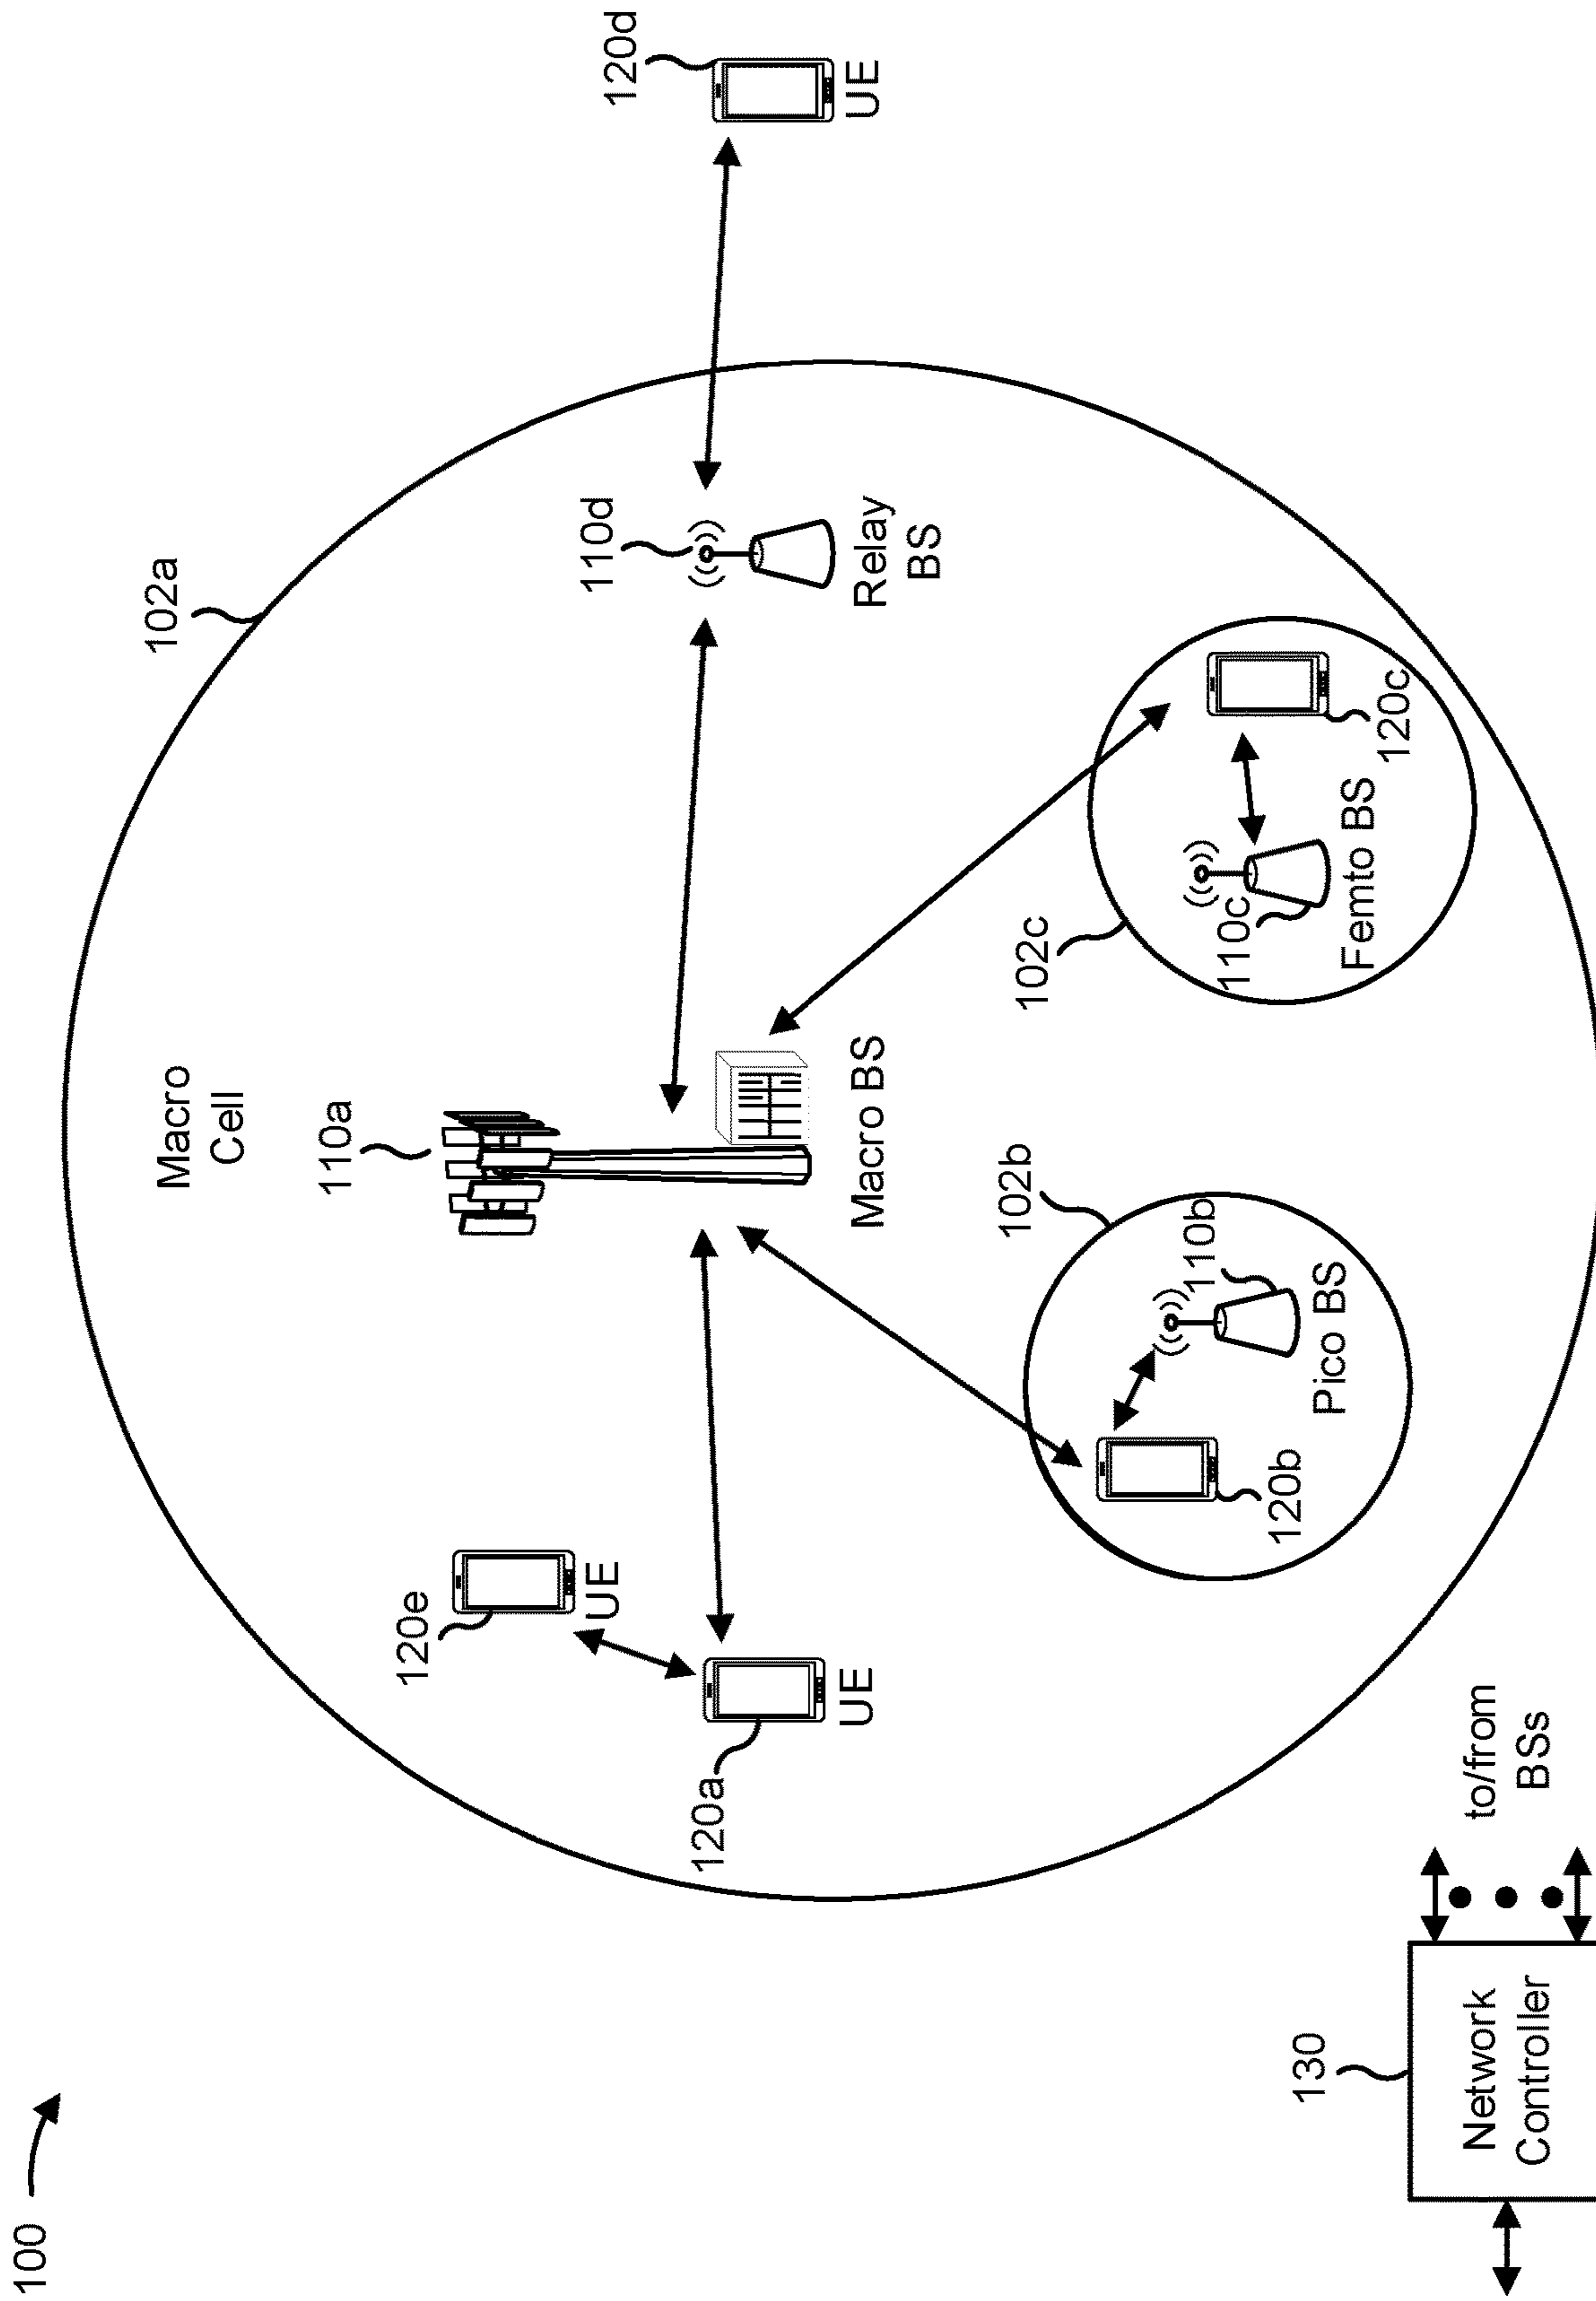 100
102a
Macro
Cell
110a
120e
UE
120a
UE
Macro BS
110d
Relay
BS
120d
UE
102b
110b
Pico BS
120b
102c
110c
Femto BS
120c
130
Network
Controller
to/from
BSs